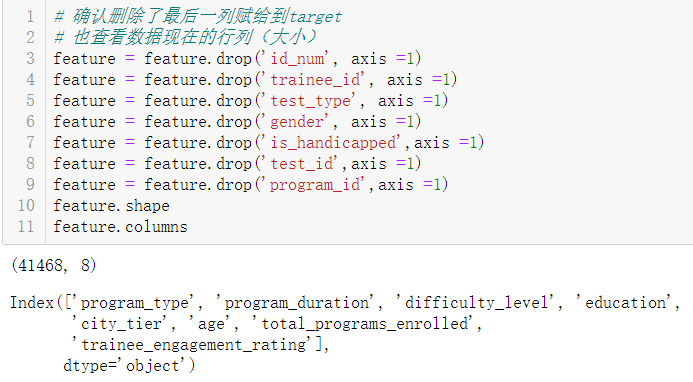 1 # 确认删除了最后一列赋给到target
2 # 也查看数据现在的行列（大小）
3 feature = feature.drop('id_num', axis =1)
4 feature = feature.drop('trainee_id', axis =1)
5 feature = feature.drop('test_type', axis =1)
6 feature = feature.drop('gender', axis =1)
7 feature = feature.drop('is_handicapped',axis =1)
8 feature = feature.drop('test_id',axis =1)
9 feature = feature.drop('program_id',axis =1)
10 feature.shape
11 feature.columns
(41468, 8)
Index(['program_type', 'program_duration', 'difficulty_level', 'education',
'city_tier', 'age', 'total_programs_enrolled',
'trainee_engagement_rating'],
dtype='object')